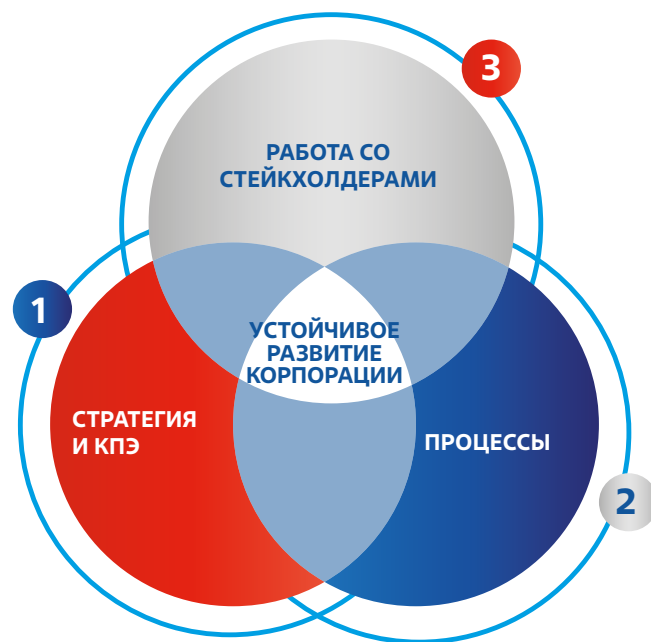 3
РАБОТА СО
СТЕЙКХОЛДЕРАМИ
1
УСТОЙЧИВОЕ
РАЗВИТИЕ
КОРПОРАЦИИ
СТРАТЕГИЯ
И КПЭ
ПРОЦЕССЫ
2